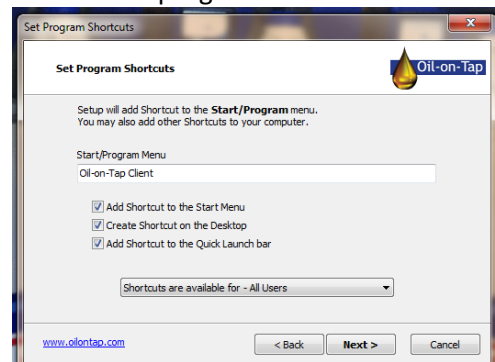 Set Program Shortcuts
Set Program Shortcuts
Oil-on-Tap
Setup will add Shortcut to the Start/Program menu.
You may also add other Shortcuts to your computer.
Start/Program Menu
Oil-on-Tap Client
Add Shortcut to the Start Menu
Create Shortcut on the Desktop
Add Shortcut to the Quick Launch bar
Shortcuts are available for - All Users
www.oilontap.com
< Back
Next >
Cancel